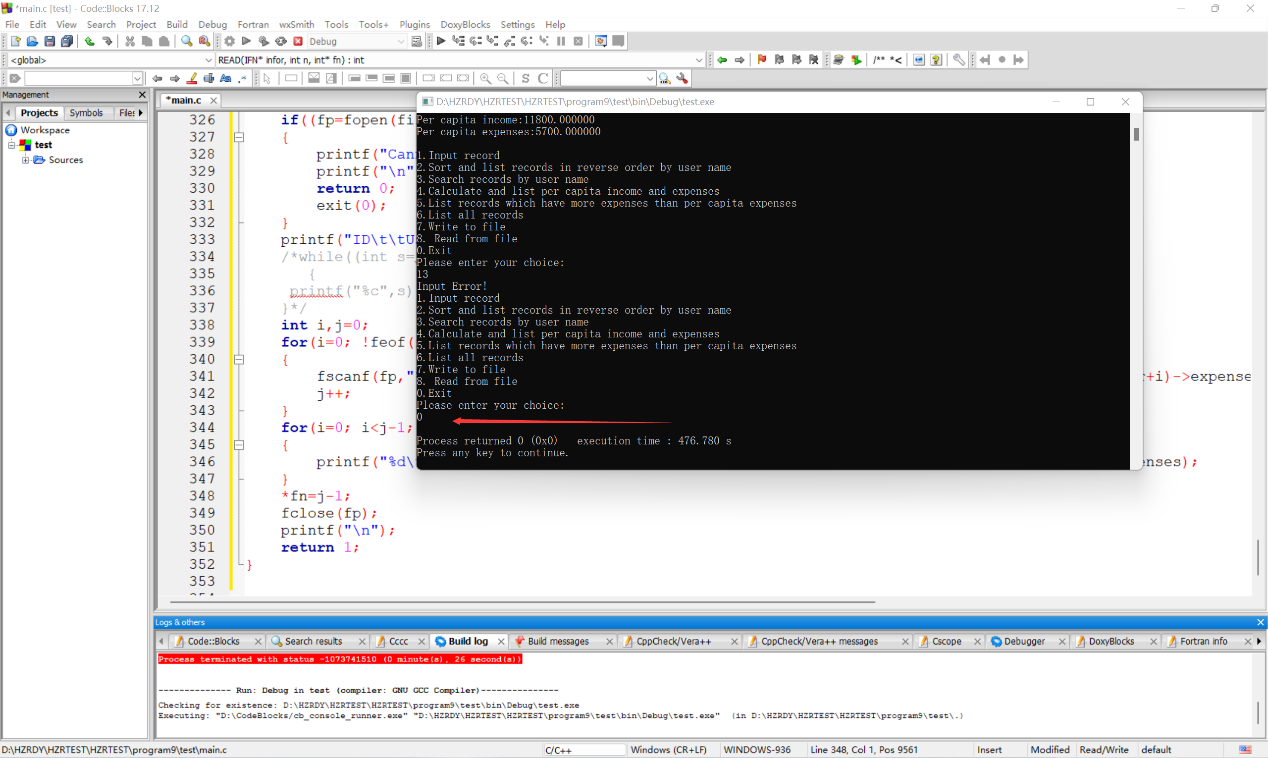 *main.c [test] - Code::Blocks 17.12
File Edit View Search Project Build Debug Fortran wxSmith Tools Tools+ Plugins DoxyBlocks Settings Help
Debug
<global>
READ(IFN* infor, int n, int* fn) : int
/** *<
Aa .*
S C
Management
Projects Symbols Files
Workspace
test
Sources
*main.c
326 if((fp=fopen(fi
327 {
328 printf("Can
329 printf("\n"
330 return 0;
331 exit(0);
332 }
333 printf("ID\t\tU
334 /*while((int s=
335 {
336 printf("%c",s)
337 }*/
338 int i,j=0;
339 for(i=0; !feof(
340 {
341 fscanf(fp," r+i)->expense
342 j++;
343 }
344 for(i=0; i<j-1;
345 {
346 printf("%d\ enses);
347 }
348 *fn=j-1;
349 fclose(fp);
350 printf("\n");
351 return 1;
352 }
353
D:\HZRDY\HZRTEST\HZRTEST\program9\test\bin\Debug\test.exe
Per capita income:11800.000000
Per capita expenses:5700.000000
1.Input record
2.Sort and list records in reverse order by user name
3.Search records by user name
4.Calculate and list per capita income and expenses
5.List records which have more expenses than per capita expenses
6.List all records
7.Write to file
8. Read from file
0.Exit
Please enter your choice:
13
Input Error!
1.Input record
2.Sort and list records in reverse order by user name
3.Search records by user name
4.Calculate and list per capita income and expenses
5.List records which have more expenses than per capita expenses
6.List all records
7.Write to file
8. Read from file
0.Exit
Please enter your choice:
0
Process returned 0 (0x0) execution time : 476.780 s
Press any key to continue.
Logs & others
Code::Blocks Search results Cccc Build log Build messages CppCheck/Vera++ CppCheck/Vera++ messages Cscope Debugger DoxyBlocks Fortran info
Process terminated with status -1073741510 (0 minute(s), 26 second(s))
-------------- Run: Debug in test (compiler: GNU GCC Compiler)---------------
Checking for existence: D:\HZRDY\HZRTEST\HZRTEST\program9\test\bin\Debug\test.exe
Executing: "D:\CodeBlocks/cb_console_runner.exe" "D:\HZRDY\HZRTEST\HZRTEST\program9\test\bin\Debug\test.exe" (in D:\HZRDY\HZRTEST\HZRTEST\program9\test\.)
D:\HZRDY\HZRTEST\HZRTEST\program9\test\main.c C/C++ Windows (CR+LF) WINDOWS-936 Line 348, Col 1, Pos 9561 Insert Modified Read/Write default